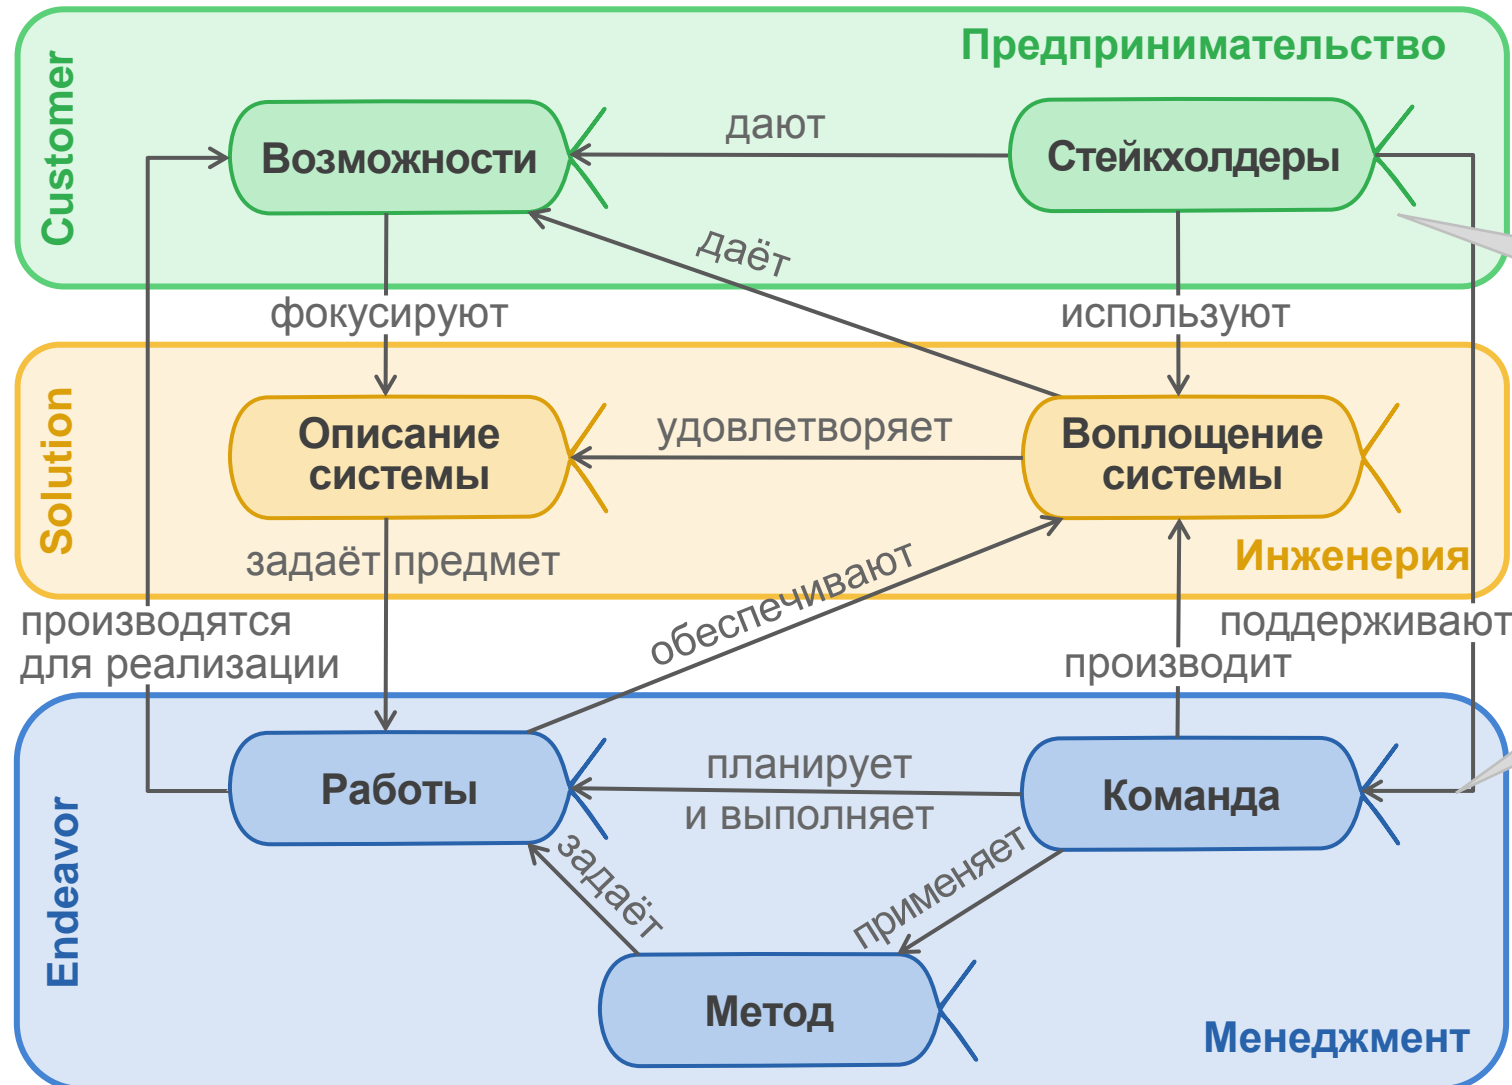 Предпринимательство
Customer
Возможности
дают
Стейкхолдеры
даёт
фокусируют
используют
Solution
Описание
системы
удовлетворяет
Воплощение
системы
Инженерия
задаёт предмет
обеспечивают
производятся
для реализации
поддерживают
производит
Endeavor
Работы
планирует
и выполняет
Команда
задаёт
применяет
Метод
Менеджмент